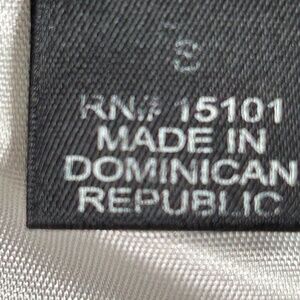 S
RN# 15101
MADE IN
DOMINICAN
REPUBLIC